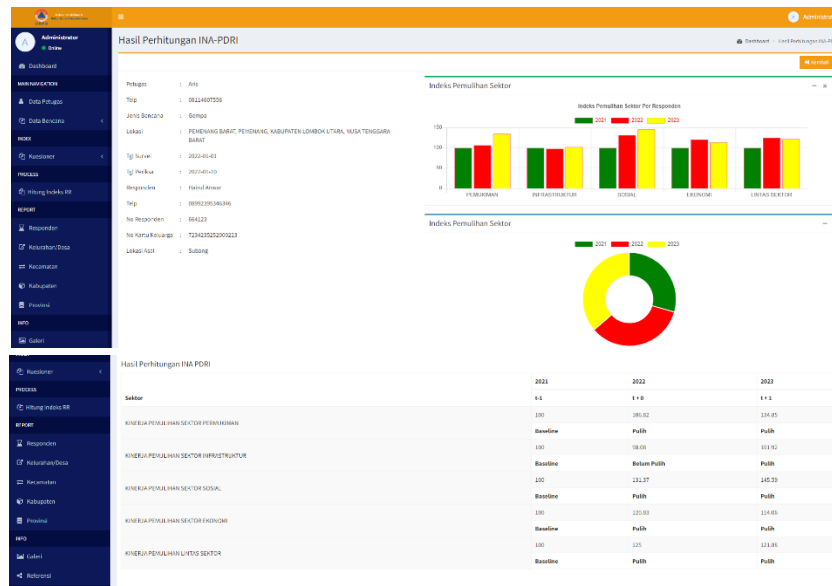 Administrator
Administrator
Online
Hasil Perhitungan INA-PDRI
Dashboard
Dashboard
MAIN NAVIGATION
Data Petugas
Data Bencana
INDEX
Kuesioner
PROCESS
Hitung Indeks RR
REPORT
Responden
Kelurahan/Desa
Kecamatan
Kabupaten
Provinsi
INFO
Galeri
Kembali
Petugas : Aris
Telp : 08114607556
Jenis Bencana : Gempa
Lokasi : PEMENANG BARAT, PEMENANG, KABUPATEN LOMBOK UTARA, NUSA TENGGARA
BARAT
Tgl Survei : 2022-01-01
Tgl Periksa : 2022-01-10
Responden : Hairul Anwar
Telp : 08992395346346
No Responden : 664123
No Kartu Keluarga : 7234235252003223
Lokasi Asal : Subang
Indeks Pemulihan Sektor
Indeks Pemulihan Sektor Per Responden
2021 2022 2023
150
100
50
0
PEMUKIMAN INFRASTRUKTUR SOSIAL EKONOMI LINTAS SEKTOR
Indeks Pemulihan Sektor
2021 2022 2023
Kuesioner
PROCESS
Hitung Indeks RR
REPORT
Responden
Kelurahan/Desa
Kecamatan
Kabupaten
Provinsi
INFO
Galeri
Referensi
Hasil Perhitungan INA PDRI
2021 2022 2023
Sektor t-1 t + 0 t + 1
KINERJA PEMULIHAN SEKTOR PERMUKIMAN
100 106.82 134.85
Baseline Pulih Pulih
KINERJA PEMULIHAN SEKTOR INFRASTRUKTUR
100 98.08 101.92
Baseline Belum Pulih Pulih
KINERJA PEMULIHAN SEKTOR SOSIAL
100 131.37 145.39
Baseline Pulih Pulih
KINERJA PEMULIHAN SEKTOR EKONOMI
100 120.93 114.06
Baseline Pulih Pulih
KINERJA PEMULIHAN LINTAS SEKTOR
100 125 121.88
Baseline Pulih Pulih